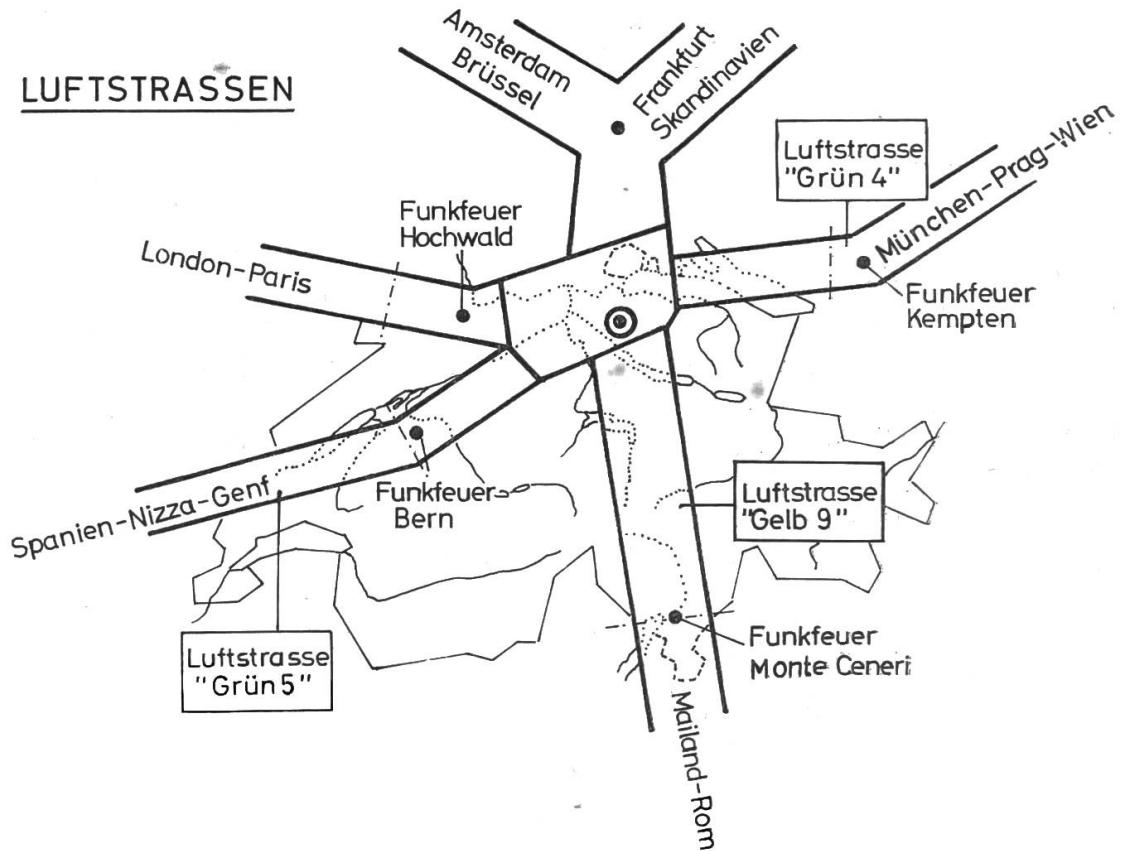 LUFTSTRASSEN
Amsterdam
Brüssel
Frankfurt
Skandinavien
Luftstrasse
"Grün 4"
München-Prag-Wien
Funkfeuer
Hochwald
London-Paris
Funkfeuer
Kempten
Spanien-Nizza-Genf
Funkfeuer
Bern
Luftstrasse
"Gelb 9"
Luftstrasse
"Grün 5"
Funkfeuer
Monte Ceneri
Mailand-Rom